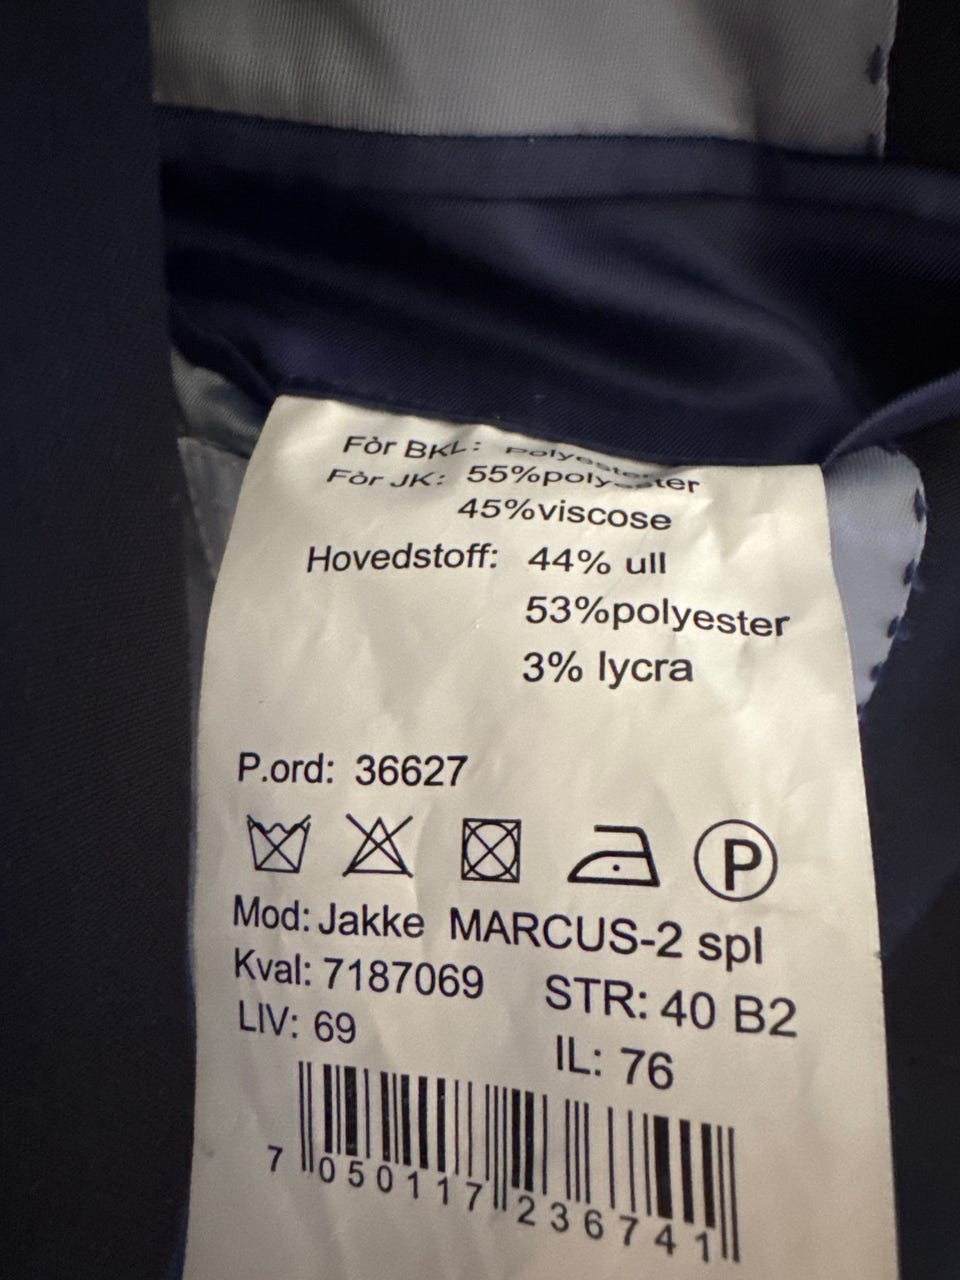 Fòr BKL: polyester
Fòr JK: 55%polyester
45%viscose
Hovedstoff: 44% ull
53%polyester
3% lycra
P.ord: 36627
P
Mod: Jakke MARCUS-2 spl
Kval: 7187069 STR: 40 B2
LIV: 69 IL: 76
7 050117 236741